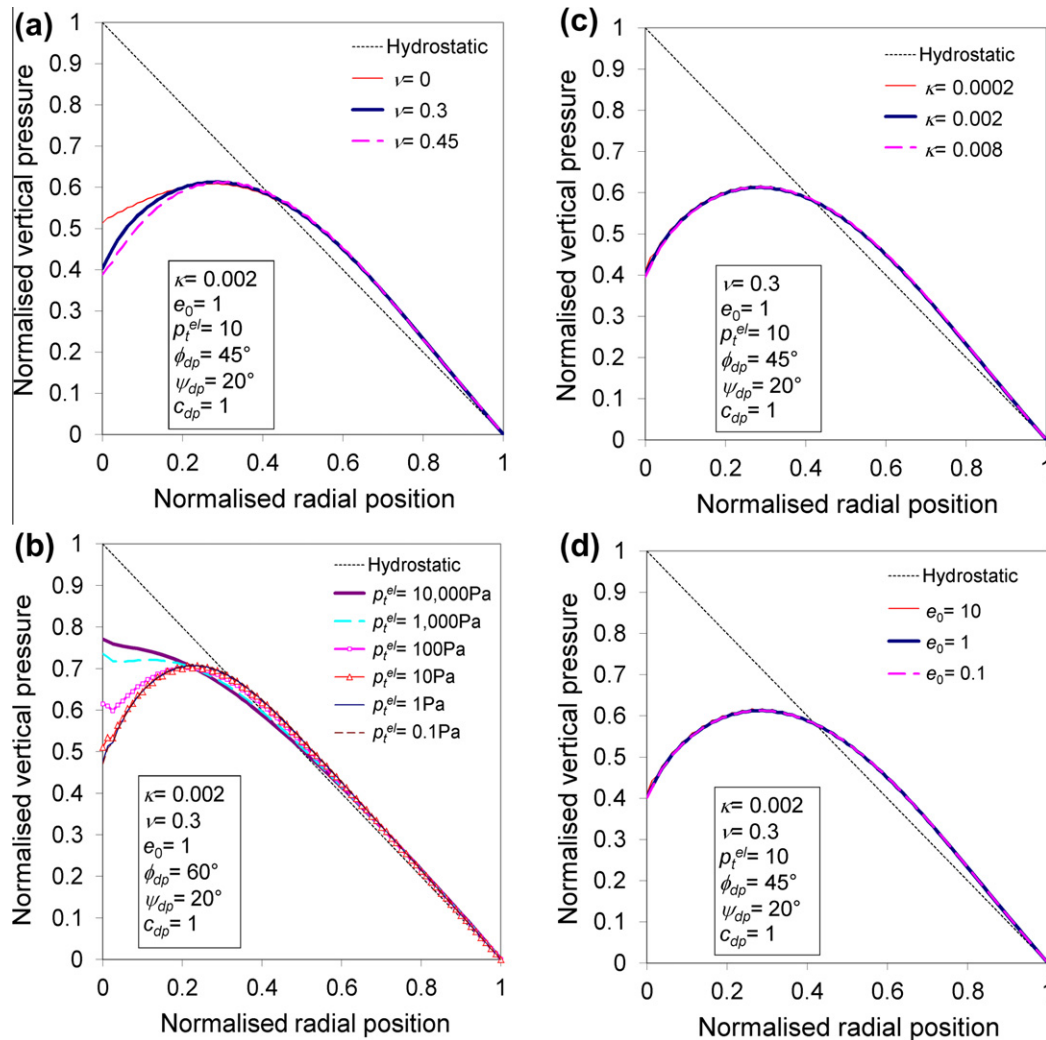 (a)
1
0.9
0.8
0.7
0.6
0.5
0.4
0.3
0.2
0.1
0
Normalised vertical pressure
Hydrostatic
ν= 0
ν= 0.3
ν= 0.45
κ= 0.002
e₀= 1
pₜᵉˡ= 10
ϕdp= 45°
ψdp= 20°
cdp= 1
0 0.2 0.4 0.6 0.8 1
Normalised radial position
(c)
1
0.9
0.8
0.7
0.6
0.5
0.4
0.3
0.2
0.1
0
Normalised vertical pressure
Hydrostatic
κ= 0.0002
κ= 0.002
κ= 0.008
ν= 0.3
e₀= 1
pₜᵉˡ= 10
ϕdp= 45°
ψdp= 20°
cdp= 1
0 0.2 0.4 0.6 0.8 1
Normalised radial position
(b)
1
0.9
0.8
0.7
0.6
0.5
0.4
0.3
0.2
0.1
0
Normalised vertical pressure
Hydrostatic
pₜᵉˡ= 10,000Pa
pₜᵉˡ= 1,000Pa
pₜᵉˡ= 100Pa
pₜᵉˡ= 10Pa
pₜᵉˡ= 1Pa
pₜᵉˡ= 0.1Pa
κ= 0.002
ν= 0.3
e₀= 1
ϕdp= 60°
ψdp= 20°
cdp= 1
0 0.2 0.4 0.6 0.8 1
Normalised radial position
(d)
1
0.9
0.8
0.7
0.6
0.5
0.4
0.3
0.2
0.1
0
Normalised vertical pressure
Hydrostatic
e₀= 10
e₀= 1
e₀= 0.1
κ= 0.002
ν= 0.3
pₜᵉˡ= 10
ϕdp= 45°
ψdp= 20°
cdp= 1
0 0.2 0.4 0.6 0.8 1
Normalised radial position